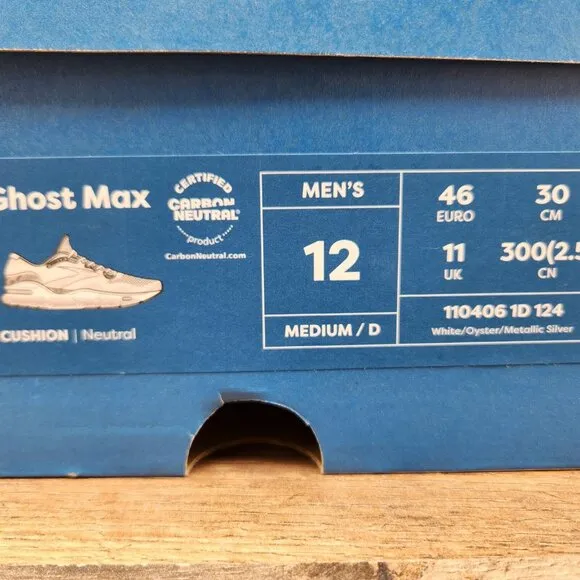 Ghost Max
CERTIFIED
CARBON
NEUTRAL®
product
CarbonNeutral.com
CUSHION | Neutral
MEN'S
12
MEDIUM / D
46
EURO
30
CM
11
UK
300(2.5
CN
110406 1D 124
White/Oyster/Metallic Silver